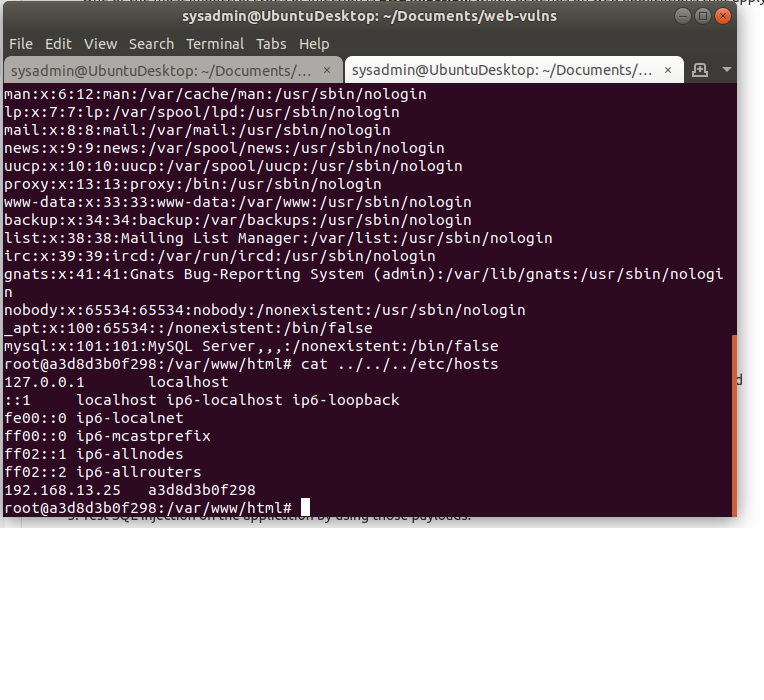 sysadmin@UbuntuDesktop: ~/Documents/web-vulns
File Edit View Search Terminal Tabs Help
sysadmin@UbuntuDesktop: ~/Documents/... × sysadmin@UbuntuDesktop: ~/Documents/... ×
man:x:6:12:man:/var/cache/man:/usr/sbin/nologin
lp:x:7:7:lp:/var/spool/lpd:/usr/sbin/nologin
mail:x:8:8:mail:/var/mail:/usr/sbin/nologin
news:x:9:9:news:/var/spool/news:/usr/sbin/nologin
uucp:x:10:10:uucp:/var/spool/uucp:/usr/sbin/nologin
proxy:x:13:13:proxy:/bin:/usr/sbin/nologin
www-data:x:33:33:www-data:/var/www:/usr/sbin/nologin
backup:x:34:34:backup:/var/backups:/usr/sbin/nologin
list:x:38:38:Mailing List Manager:/var/list:/usr/sbin/nologin
irc:x:39:39:ircd:/var/run/ircd:/usr/sbin/nologin
gnats:x:41:41:Gnats Bug-Reporting System (admin):/var/lib/gnats:/usr/sbin/nologi
n
nobody:x:65534:65534:nobody:/nonexistent:/usr/sbin/nologin
_apt:x:100:65534::/nonexistent:/bin/false
mysql:x:101:101:MySQL Server,,,:/nonexistent:/bin/false
root@a3d8d3b0f298:/var/www/html# cat ../../../etc/hosts
127.0.0.1 localhost
::1 localhost ip6-localhost ip6-loopback
fe00::0 ip6-localnet
ff00::0 ip6-mcastprefix
ff02::1 ip6-allnodes
ff02::2 ip6-allrouters
192.168.13.25 a3d8d3b0f298
root@a3d8d3b0f298:/var/www/html#
SQL injection on the application by using those payloads.